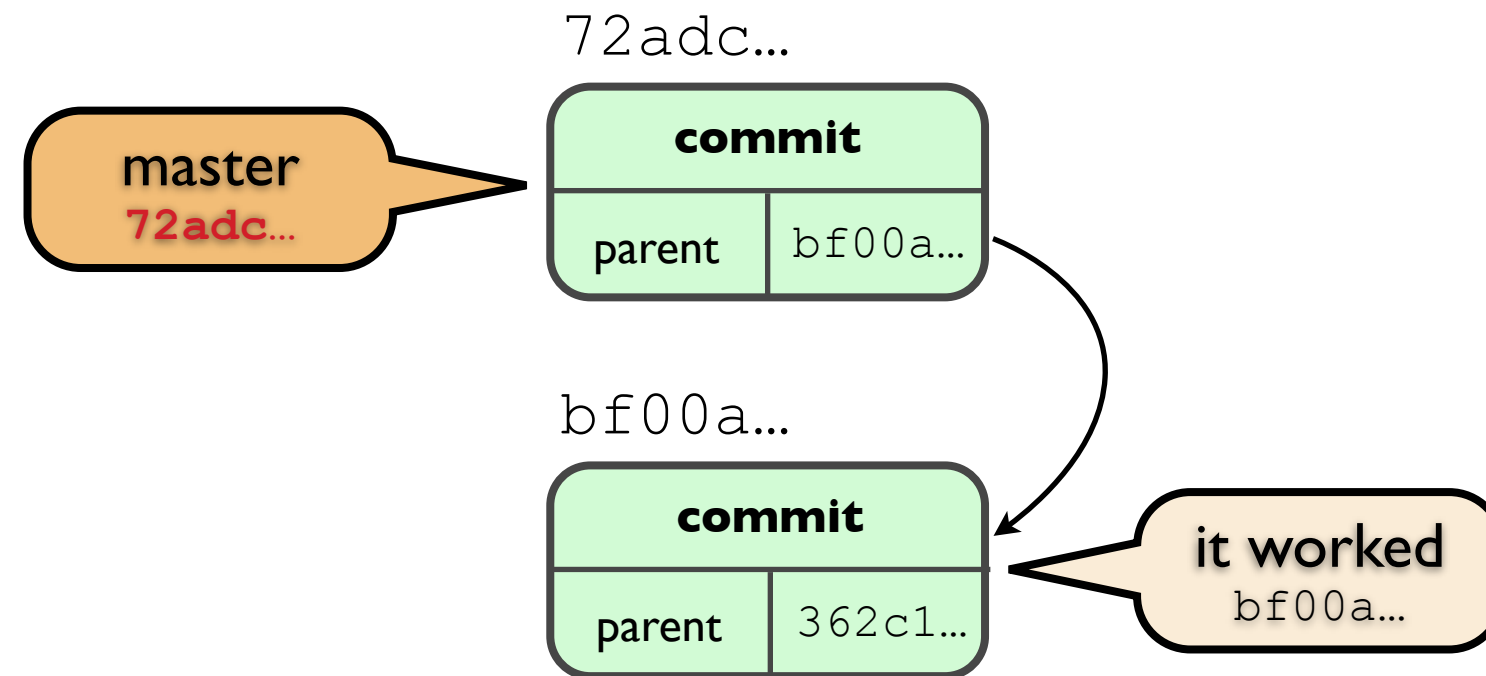 72adc…
commit
master
72adc…
parent bf00a…
bf00a…
commit
it worked
bf00a…
parent 362c1…